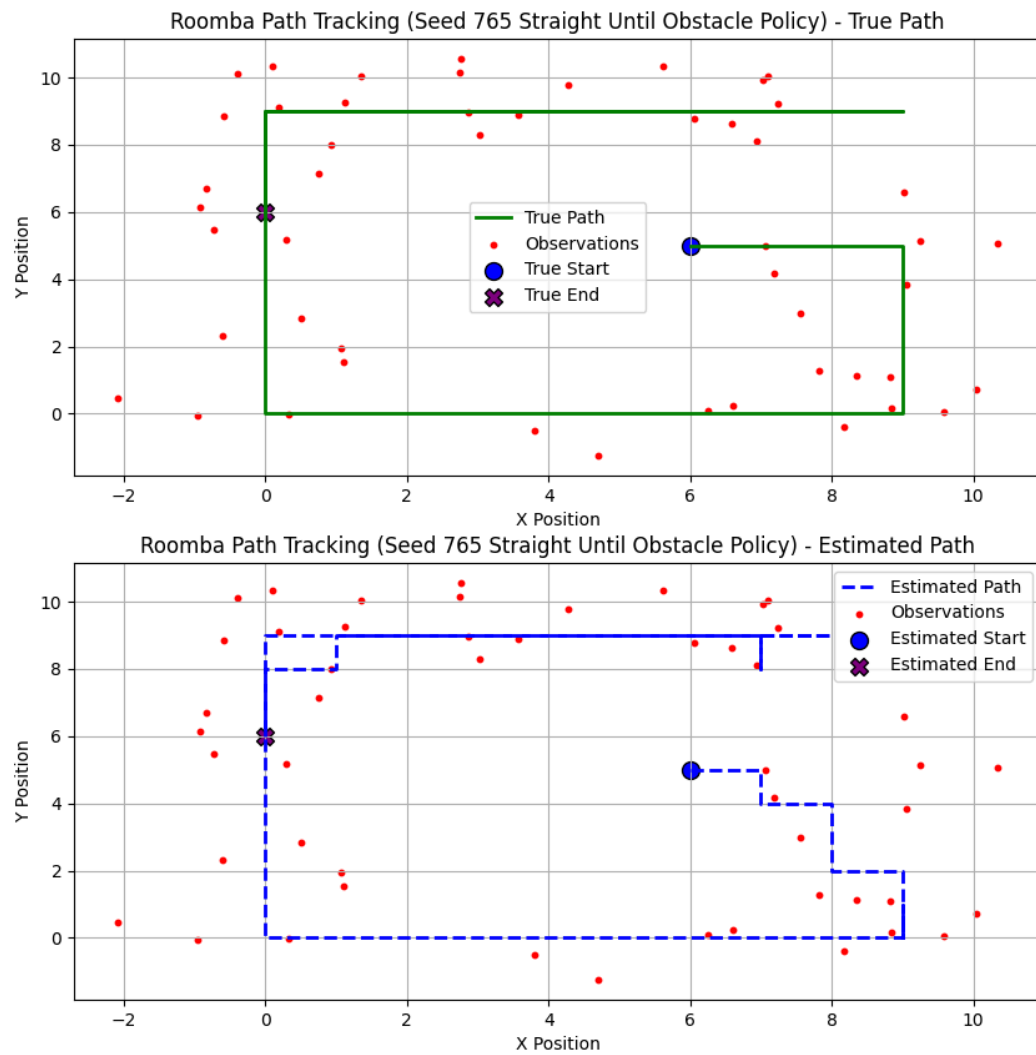 Roomba Path Tracking (Seed 765 Straight Until Obstacle Policy) - True Path
10
8
6
4
2
0
Y Position
True Path
Observations
True Start
True End
−2
0
2
4
6
8
10
X Position
Roomba Path Tracking (Seed 765 Straight Until Obstacle Policy) - Estimated Path
10
8
6
4
2
0
Y Position
Estimated Path
Observations
Estimated Start
Estimated End
−2
0
2
4
6
8
10
X Position